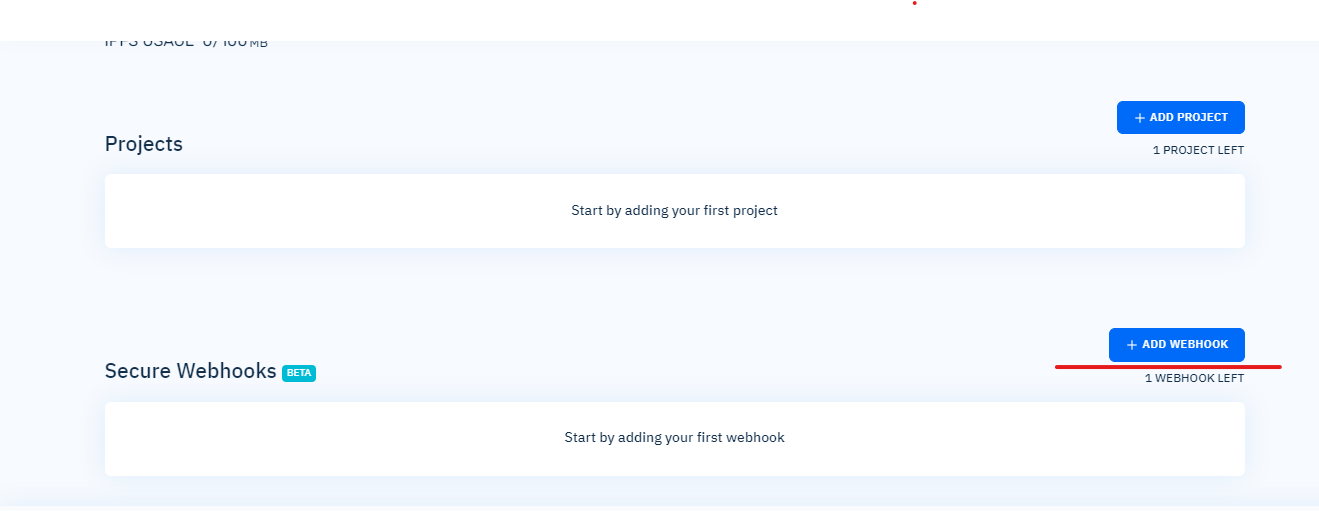 0/100 MB
+ ADD PROJECT
Projects
1 PROJECT LEFT
Start by adding your first project
+ ADD WEBHOOK
Secure Webhooks BETA
1 WEBHOOK LEFT
Start by adding your first webhook